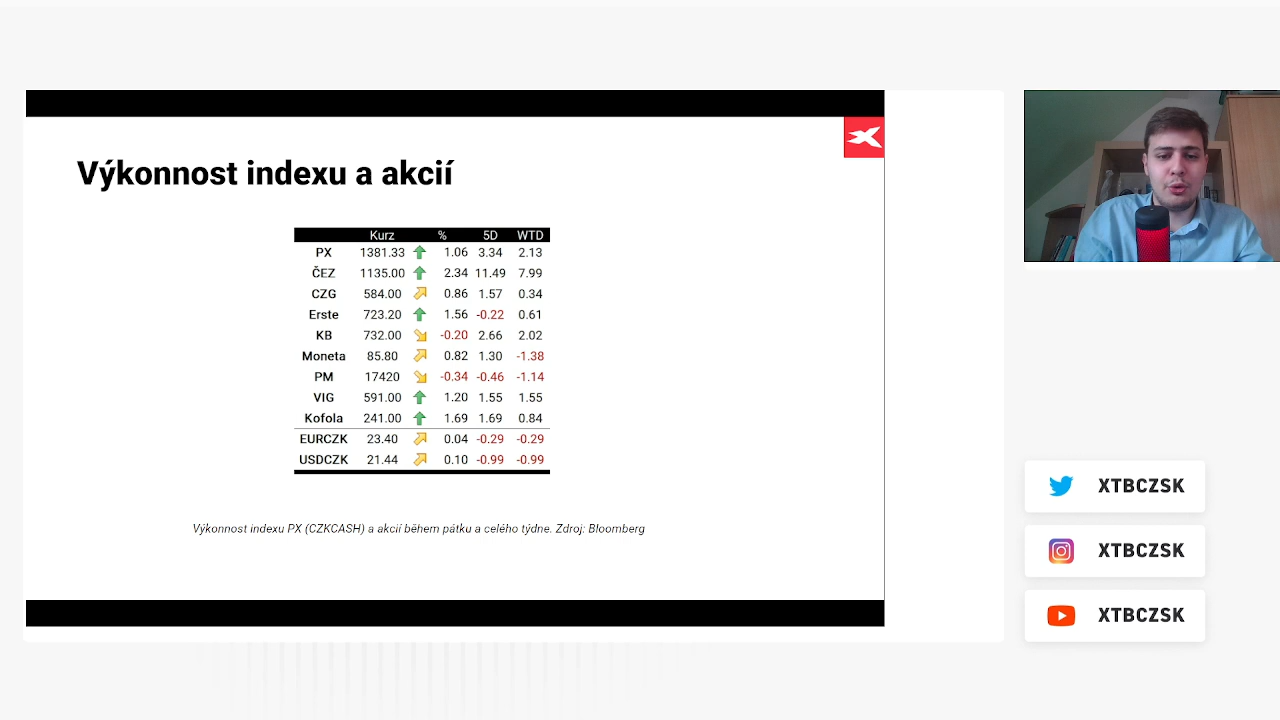 Výkonnost indexu a akcií
Kurz % 5D WTD
PX 1381.33 1.06 3.34 2.13
ČEZ 1135.00 2.34 11.49 7.99
CZG 584.00 0.86 1.57 0.34
Erste 723.20 1.56 -0.22 0.61
KB 732.00 -0.20 2.66 2.02
Moneta 85.80 0.82 1.30 -1.38
PM 17420 -0.34 -0.46 -1.14
VIG 591.00 1.20 1.55 1.55
Kofola 241.00 1.69 1.69 0.84
EURCZK 23.40 0.04 -0.29 -0.29
USDCZK 21.44 0.10 -0.99 -0.99
Výkonnost indexu PX (CZKCASH) a akcií během pátku a celého týdne. Zdroj: Bloomberg
XTBCZSK
XTBCZSK
XTBCZSK